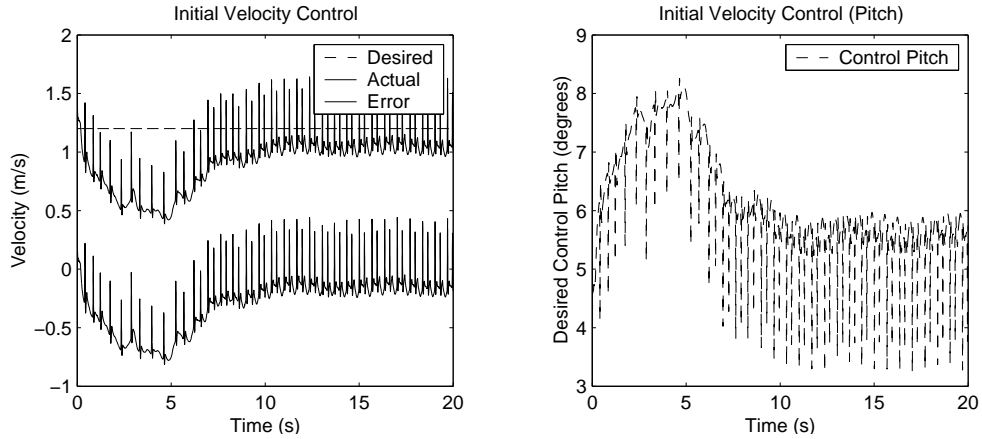 Initial Velocity Control
Velocity (m/s)
2
1.5
1
0.5
0
−0.5
−1
Desired
Actual
Error
0
5
10
15
20
Time (s)
Initial Velocity Control (Pitch)
Desired Control Pitch (degrees)
9
8
7
6
5
4
3
Control Pitch
0
5
10
15
20
Time (s)